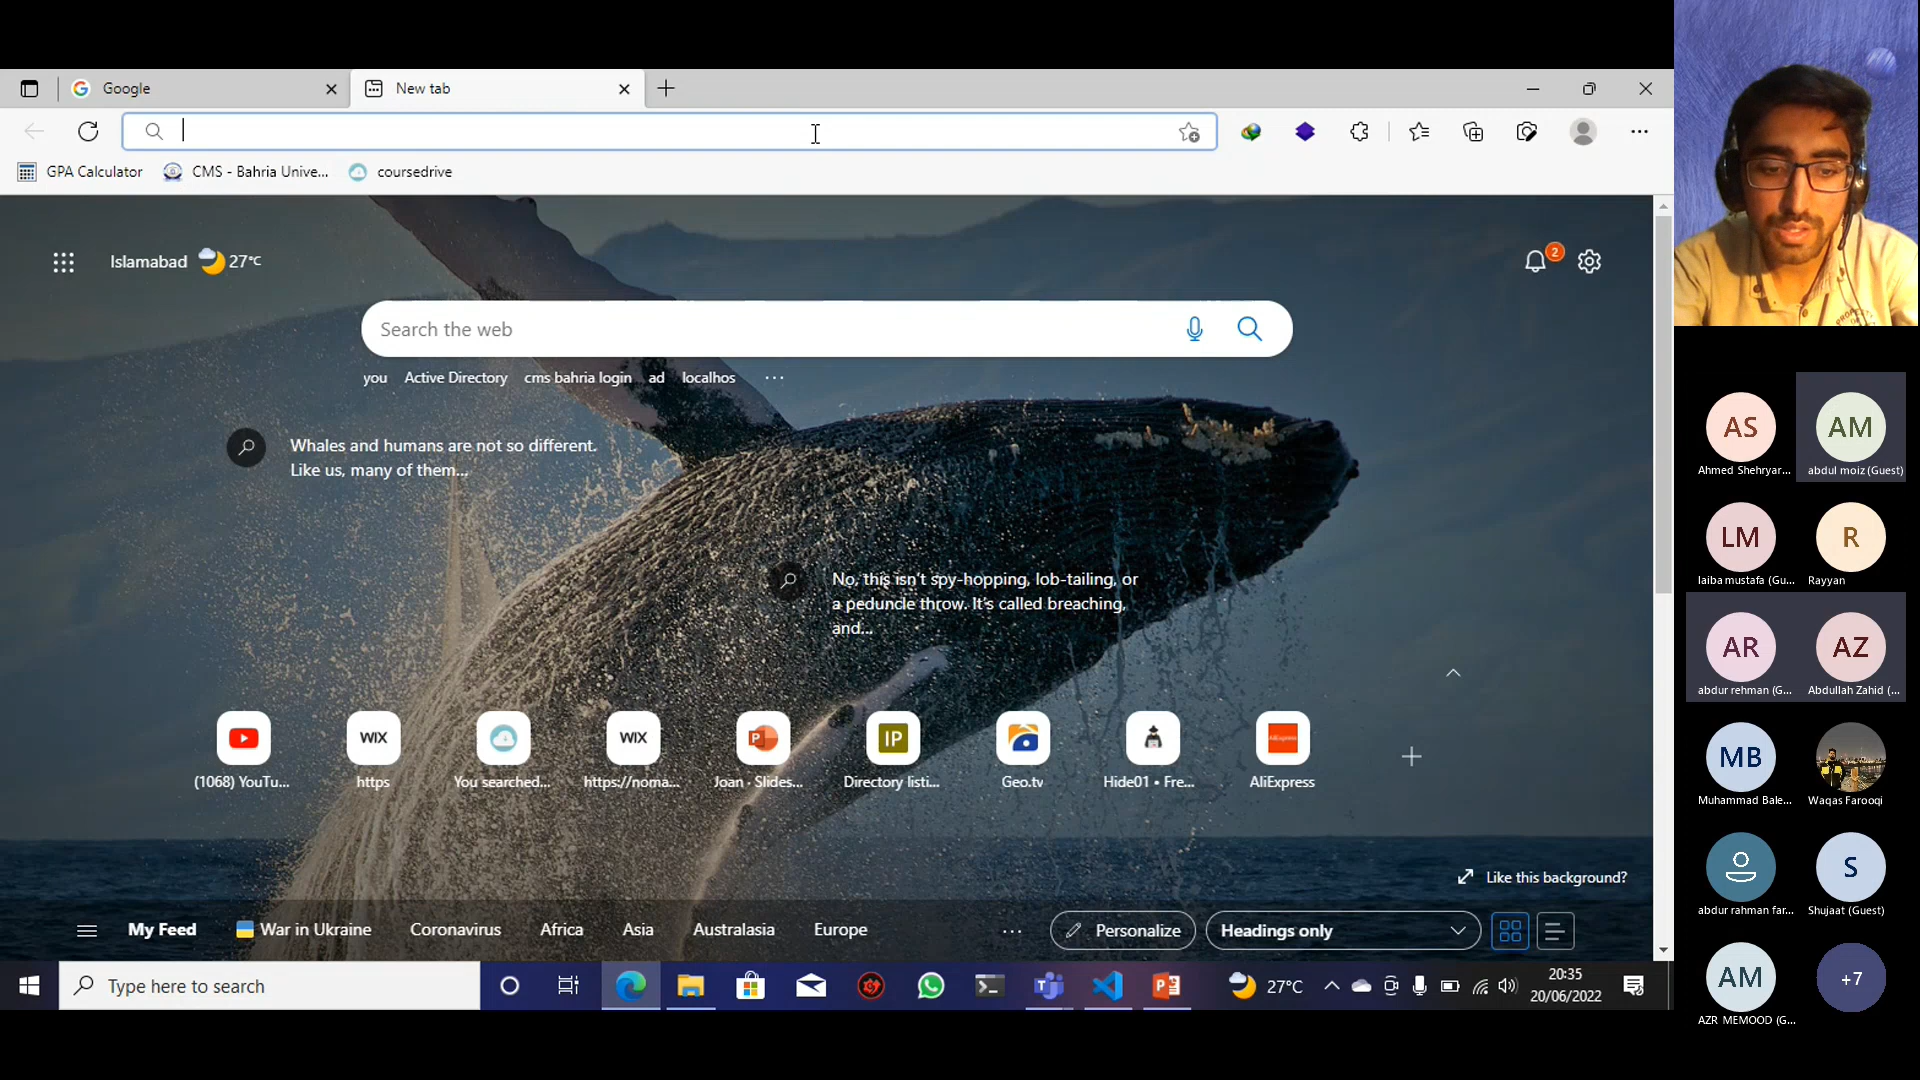 Google
New tab
GPA Calculator
CMS - Bahria Unive...
coursedrive
Islamabad
27°C
2
Search the web
you
Active Directory
cms bahria login
ad
localhos
...
Whales and humans are not so different.
Like us, many of them...
No, this isn't spy-hopping, lob-tailing, or
a peduncle throw. It's called breaching,
and...
WIX
WIX
IP
AliExpress
(1068) YouTu...
https
You searched...
https://noma...
Joan · Slides...
Directory listi...
Geo.tv
Hide01 • Fre...
AliExpress
Like this background?
My Feed
War in Ukraine
Coronavirus
Africa
Asia
Australasia
Europe
...
Personalize
Headings only
Type here to search
27°C
20:35
20/06/2022
AS
Ahmed Shehryar...
AM
abdul moiz (Guest)
LM
laiba mustafa (Gu...
R
Rayyan
AR
abdur rehman (G...
AZ
Abdullah Zahid (...
MB
Muhammad Bale...
Waqas Farooqi
abdur rahman far...
S
Shujaat (Guest)
AM
AZR MEMOOD (G...
+7